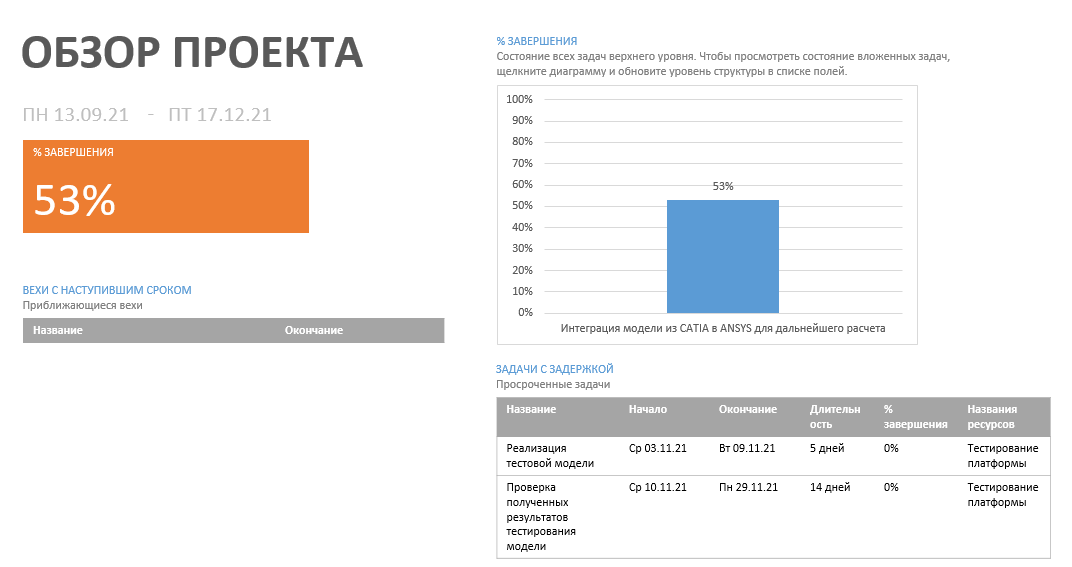 ОБЗОР ПРОЕКТА
ПН 13.09.21 - ПТ 17.12.21
% ЗАВЕРШЕНИЯ
53%
ВЕХИ С НАСТУПИВШИМ СРОКОМ
Приближающиеся вехи
Название Окончание
% ЗАВЕРШЕНИЯ
Состояние всех задач верхнего уровня. Чтобы просмотреть состояние вложенных задач,
щелкните диаграмму и обновите уровень структуры в списке полей.
100%
90%
80%
70%
60%
50%
40%
30%
20%
10%
0%
53%
Интеграция модели из CATIA в ANSYS для дальнейшего расчета
ЗАДАЧИ С ЗАДЕРЖКОЙ
Просроченные задачи
Название Начало Окончание Длительн % Названия
ость завершения ресурсов
Реализация Ср 03.11.21 Вт 09.11.21 5 дней 0% Тестирование
тестовой модели платформы
Проверка Ср 10.11.21 Пн 29.11.21 14 дней 0% Тестирование
полученных платформы
результатов
тестирования
модели